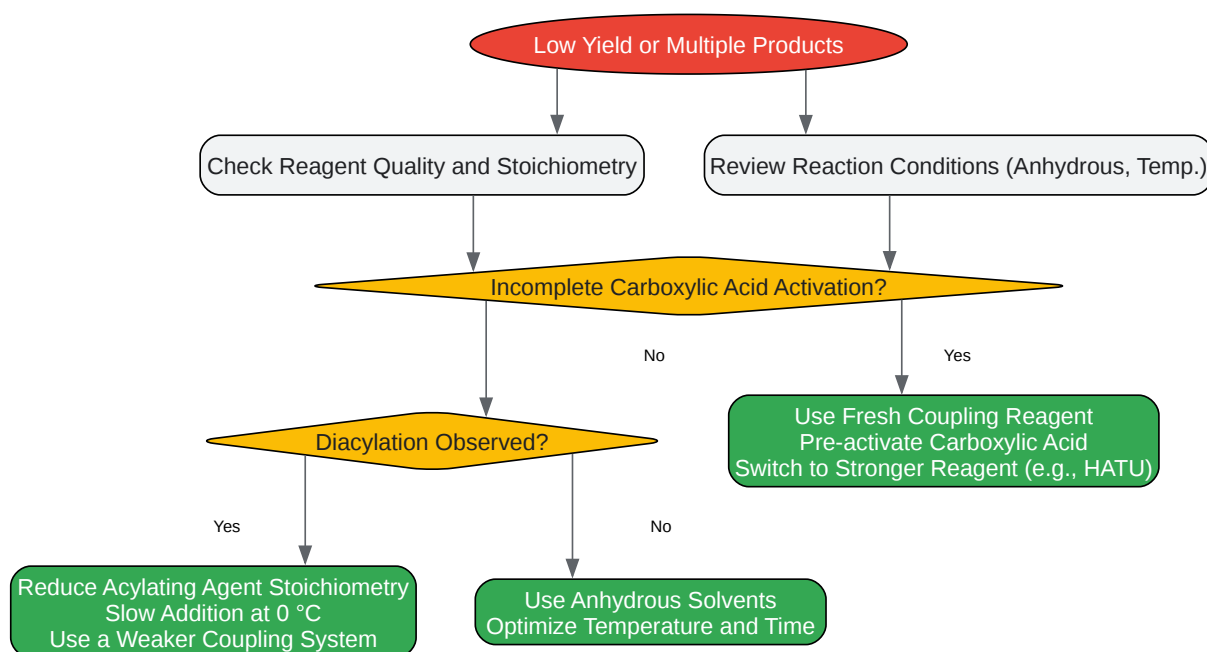 Low Yield or Multiple Products
Check Reagent Quality and Stoichiometry
Review Reaction Conditions (Anhydrous, Temp.)
Incomplete Carboxylic Acid Activation?
No
Yes
Use Fresh Coupling Reagent
Pre-activate Carboxylic Acid
Switch to Stronger Reagent (e.g., HATU)
Diacylation Observed?
Yes
No
Reduce Acylating Agent Stoichiometry
Slow Addition at 0 °C
Use a Weaker Coupling System
Use Anhydrous Solvents
Optimize Temperature and Time